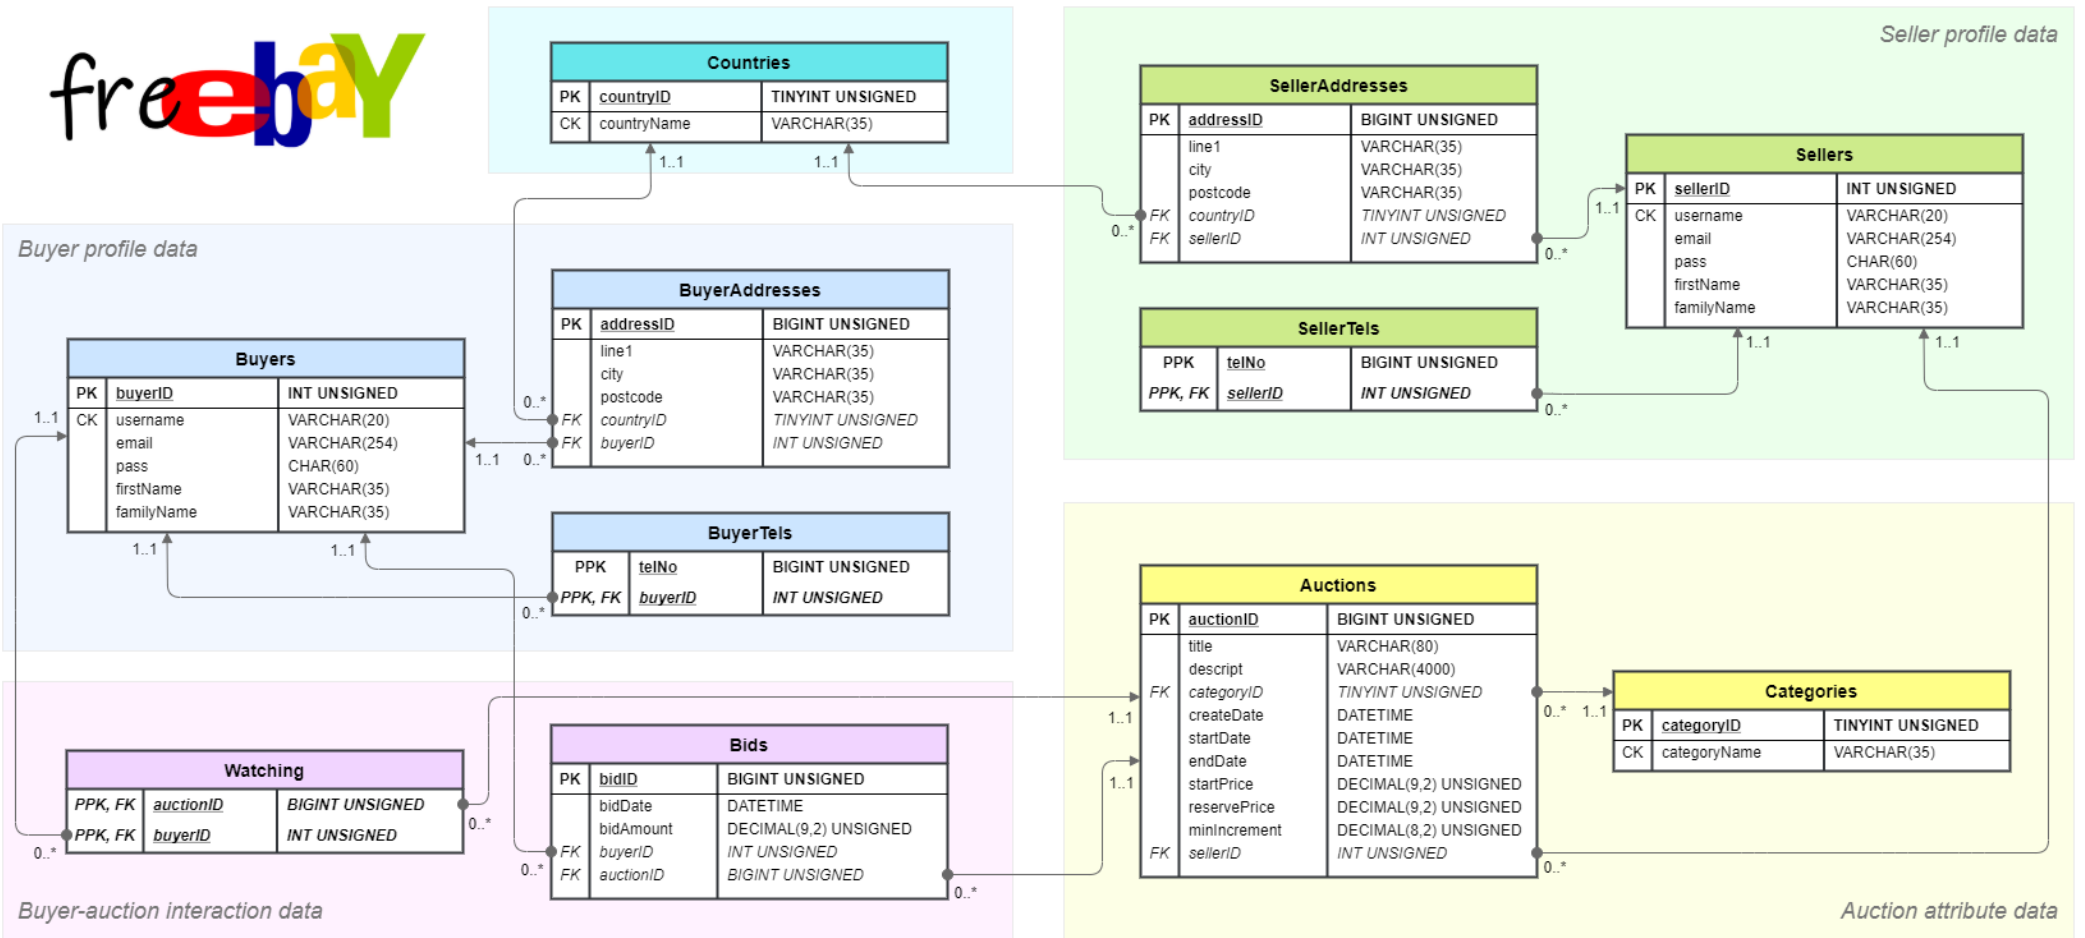 freebaY
Countries
PK countryID TINYINT UNSIGNED
CK countryName VARCHAR(35)
1..1 1..1
Seller profile data
SellerAddresses
PK addressID BIGINT UNSIGNED
line1 VARCHAR(35)
city VARCHAR(35)
postcode VARCHAR(35)
FK countryID TINYINT UNSIGNED
FK sellerID INT UNSIGNED
0..*
0..*
1..1
Sellers
PK sellerID INT UNSIGNED
CK username VARCHAR(20)
email VARCHAR(254)
pass CHAR(60)
firstName VARCHAR(35)
familyName VARCHAR(35)
1..1 1..1
SellerTels
PPK telNo BIGINT UNSIGNED
PPK, FK sellerID INT UNSIGNED
0..*
Buyer profile data
BuyerAddresses
PK addressID BIGINT UNSIGNED
line1 VARCHAR(35)
city VARCHAR(35)
postcode VARCHAR(35)
FK countryID TINYINT UNSIGNED
FK buyerID INT UNSIGNED
0..*
1..1 0..*
Buyers
PK buyerID INT UNSIGNED
CK username VARCHAR(20)
email VARCHAR(254)
pass CHAR(60)
firstName VARCHAR(35)
familyName VARCHAR(35)
1..1
1..1 1..1
BuyerTels
PPK telNo BIGINT UNSIGNED
PPK, FK buyerID INT UNSIGNED
0..*
Watching
PPK, FK auctionID BIGINT UNSIGNED
PPK, FK buyerID INT UNSIGNED
0..*
0..*
Bids
PK bidID BIGINT UNSIGNED
bidDate DATETIME
bidAmount DECIMAL(9,2) UNSIGNED
FK buyerID INT UNSIGNED
FK auctionID BIGINT UNSIGNED
0..*
0..*
Buyer-auction interaction data
Auctions
PK auctionID BIGINT UNSIGNED
title VARCHAR(80)
descript VARCHAR(4000)
FK categoryID TINYINT UNSIGNED
createDate DATETIME
startDate DATETIME
endDate DATETIME
startPrice DECIMAL(9,2) UNSIGNED
reservePrice DECIMAL(9,2) UNSIGNED
minIncrement DECIMAL(8,2) UNSIGNED
FK sellerID INT UNSIGNED
1..1
1..1
0..* 1..1
0..*
Categories
PK categoryID TINYINT UNSIGNED
CK categoryName VARCHAR(35)
Auction attribute data